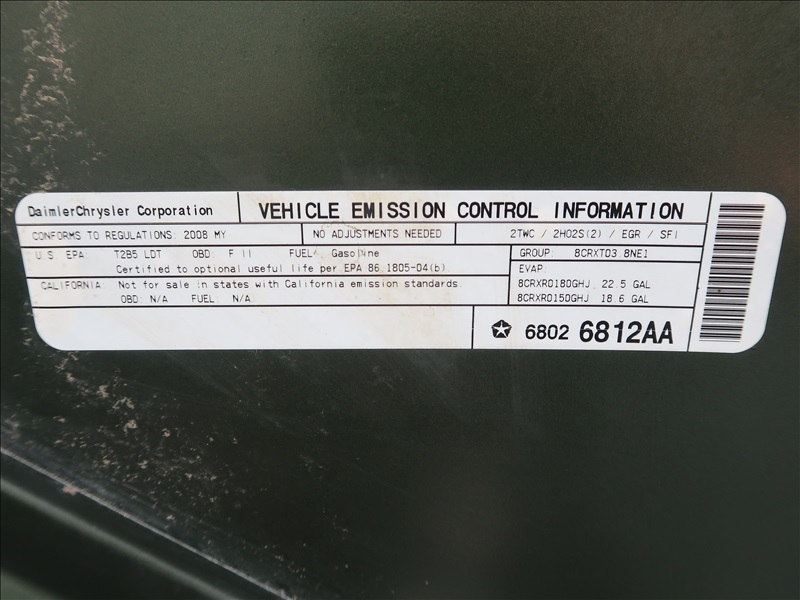 DaimlerChrysler Corporation
VEHICLE EMISSION CONTROL INFORMATION
CONFORMS TO REGULATIONS: 2008 MY
NO ADJUSTMENTS NEEDED
2TWC / 2HO2S(2) / EGR / SFI
U.S. EPA: T2B5 LDT OBD: F II FUEL: Gasoline
Certified to optional useful life per EPA 86.1805-04(b).
CALIFORNIA: Not for sale in states with California emission standards.
OBD: N/A FUEL: N/A
GROUP: 8CRXT03.8NE1
EVAP
8CRXR0180GHJ 22.5 GAL
8CRXR0150GHJ 18.6 GAL
6802 6812AA